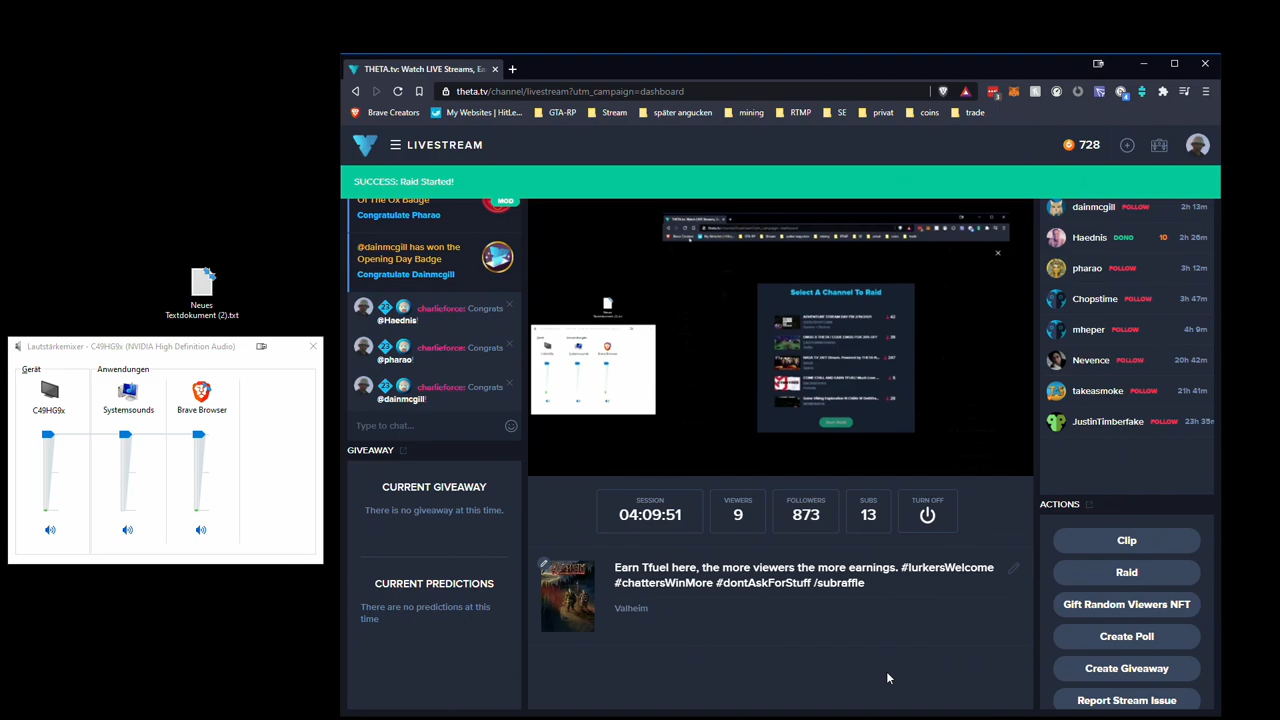 THETA.tv: Watch LIVE Streams, Ea
theta.tv/channel/livestream?utm_campaign=dashboard
Brave Creators
My Websites | HitLe...
GTA-RP
Stream
später angucken
mining
RTMP
SE
privat
coins
trade
LIVESTREAM
728
SUCCESS: Raid Started!
Of The Ox Badge
MOD
Congratulate Pharao
@dainmcgill has won the
Opening Day Badge
Congratulate Dainmcgill
23 charlieforce: Congrats
@Haednis!
23 charlieforce: Congrats
@pharao!
23 charlieforce: Congrats
@dainmcgill!
Type to chat...
GIVEAWAY
CURRENT GIVEAWAY
There is no giveaway at this time.
CURRENT PREDICTIONS
There are no predictions at this
time
Neues
Textdokument (2).txt
Lautstärkemixer - C49HG9x (NVIDIA High Definition Audio)
Gerät
Anwendungen
C49HG9x
Systemsounds
Brave Browser
Select A Channel To Raid
Start Raid
SESSION
04:09:51
VIEWERS
9
FOLLOWERS
873
SUBS
13
TURN OFF
Earn Tfuel here, the more viewers the more earnings. #lurkersWelcome
#chattersWinMore #dontAskForStuff /subraffle
Valheim
dainmcgill FOLLOW 2h 13m
Haednis DONO 10 2h 26m
pharao FOLLOW 3h 12m
Chopstime FOLLOW 3h 47m
mheper FOLLOW 4h 9m
Nevence FOLLOW 20h 42m
takeasmoke FOLLOW 21h 41m
JustinTimberfake FOLLOW 23h 35m
ACTIONS
Clip
Raid
Gift Random Viewers NFT
Create Poll
Create Giveaway
Report Stream Issue